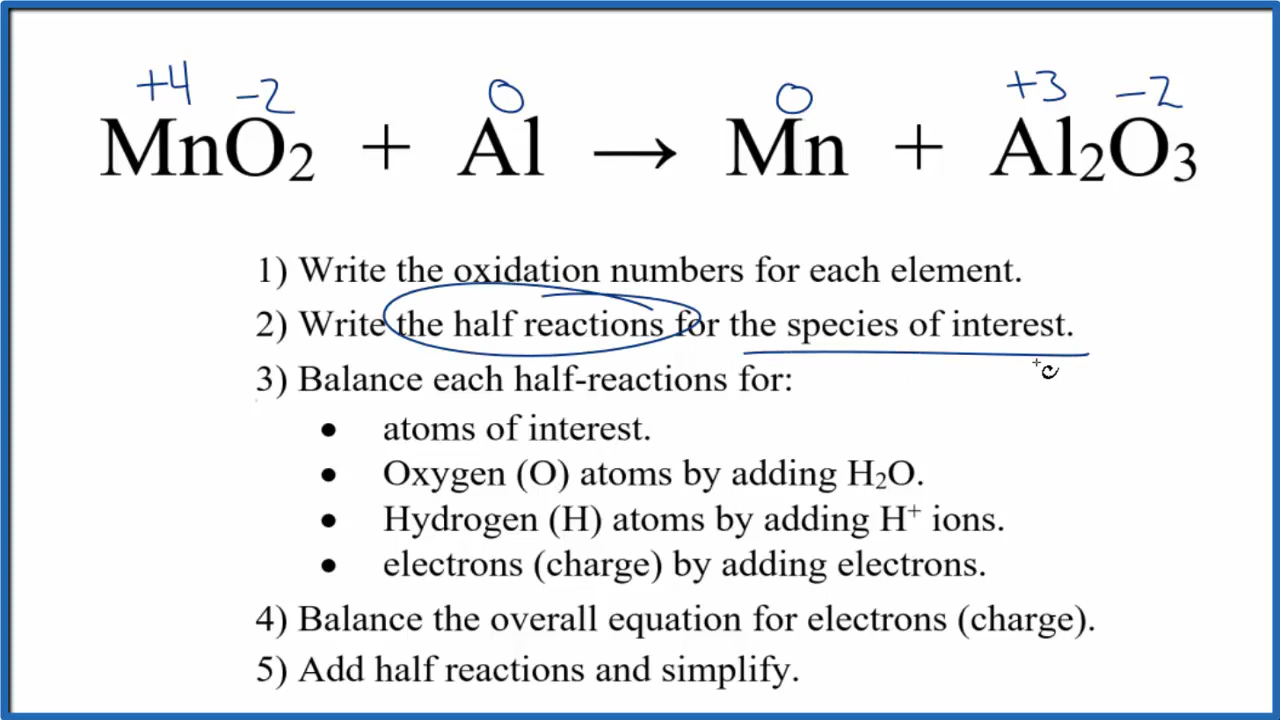 +4 -2 0 0 +3 -2
MnO₂ + Al → Mn + Al₂O₃
1) Write the oxidation numbers for each element.
2) Write the half reactions for the species of interest.
3) Balance each half-reactions for:
• atoms of interest.
• Oxygen (O) atoms by adding H₂O.
• Hydrogen (H) atoms by adding H⁺ ions.
• electrons (charge) by adding electrons.
4) Balance the overall equation for electrons (charge).
5) Add half reactions and simplify.